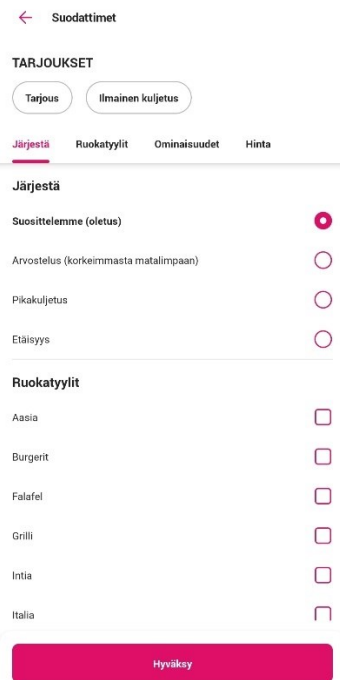 Suodattimet
TARJOUKSET
Tarjous Ilmainen kuljetus
Järjestä Ruokatyylit Ominaisuudet Hinta
Järjestä
Suosittelemme (oletus)
Arvostelu (korkeimmasta matalimpaan)
Pikakuljetus
Etäisyys
Ruokatyylit
Aasia
Burgerit
Falafel
Grilli
Intia
Italia
Hyväksy